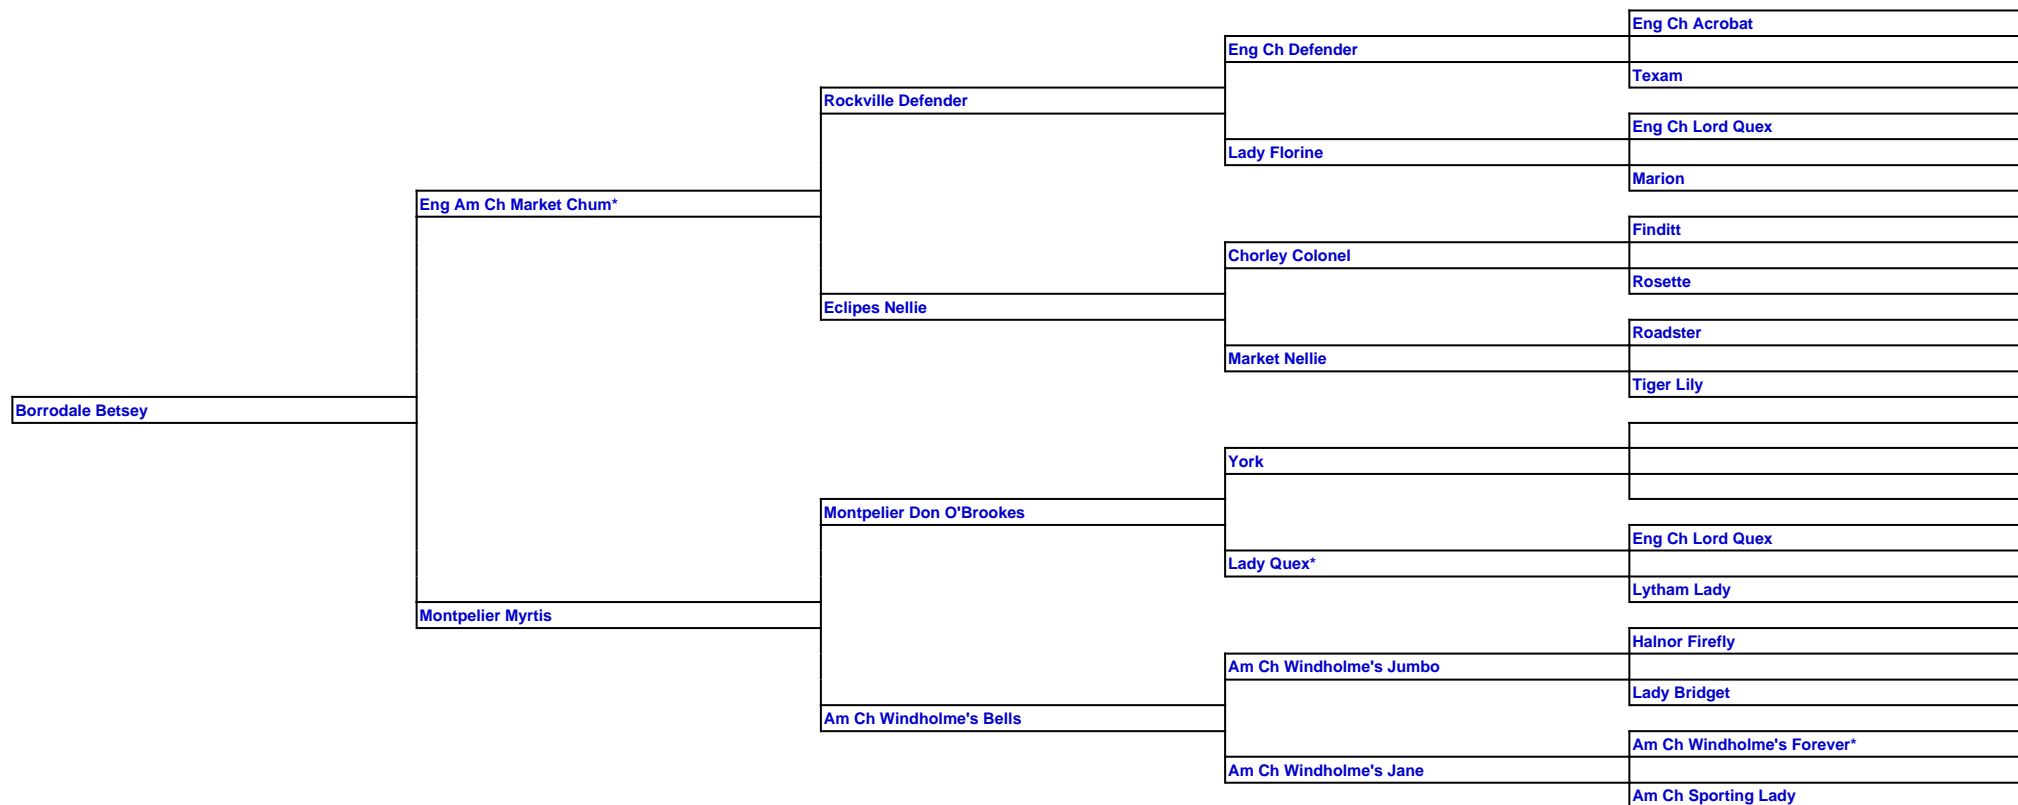 Eng Ch Acrobat
Eng Ch Defender
Texam
Rockville Defender
Eng Ch Lord Quex
Lady Florine
Marion
Eng Am Ch Market Chum*
Finditt
Chorley Colonel
Rosette
Eclipes Nellie
Roadster
Market Nellie
Tiger Lily
Borrodale Betsey
York
Montpelier Don O'Brookes
Eng Ch Lord Quex
Lady Quex*
Lytham Lady
Montpelier Myrtis
Halnor Firefly
Am Ch Windholme's Jumbo
Lady Bridget
Am Ch Windholme's Bells
Am Ch Windholme's Forever*
Am Ch Windholme's Jane
Am Ch Sporting Lady